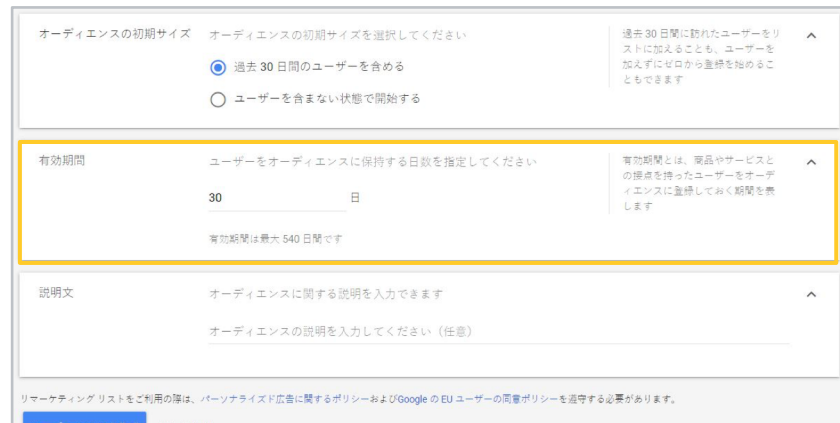 オーディエンスの初期サイズ
オーディエンスの初期サイズを選択してください
過去 30 日間のユーザーを含める
ユーザーを含まない状態で開始する
過去 30 日間に訪れたユーザーをリ
ストに加えることも、ユーザーを
加えずにゼロから登録を始めるこ
ともできます
有効期間
ユーザーをオーディエンスに保持する日数を指定してください
30 日
有効期間は最大 540 日間です
有効期間とは、商品やサービスと
の接点を持ったユーザーをオーデ
ィエンスに登録しておく期間を表
します
説明文
オーディエンスに関する説明を入力できます
オーディエンスの説明を入力してください（任意）
リマーケティング リストをご利用の際は、パーソナライズド広告に関するポリシーおよびGoogle の EU ユーザーの同意ポリシーを遵守する必要があります。